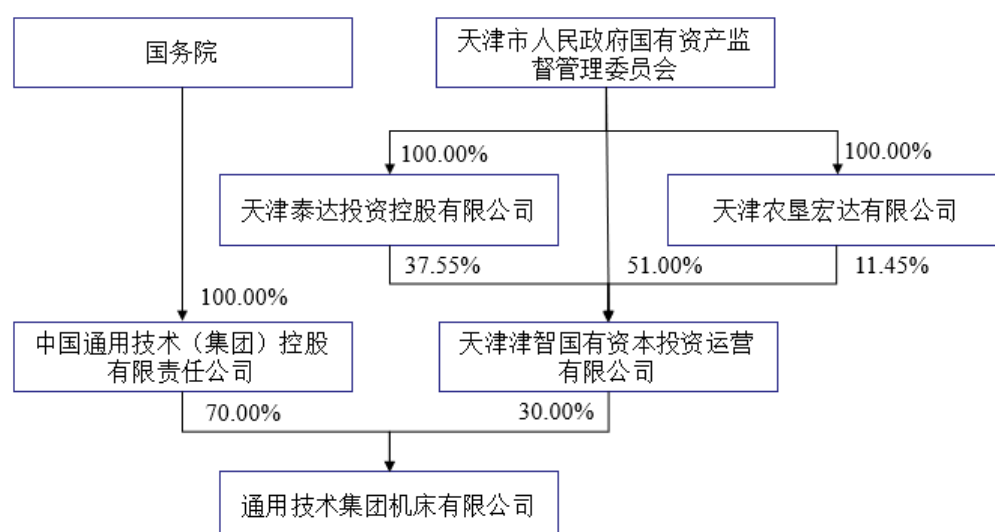 国务院
天津市人民政府国有资产监
督管理委员会
100.00%
100.00%
天津泰达投资控股有限公司
天津农垦宏达有限公司
37.55%
51.00%
11.45%
100.00%
中国通用技术（集团）控股
有限责任公司
天津津智国有资本投资运营
有限公司
70.00%
30.00%
通用技术集团机床有限公司